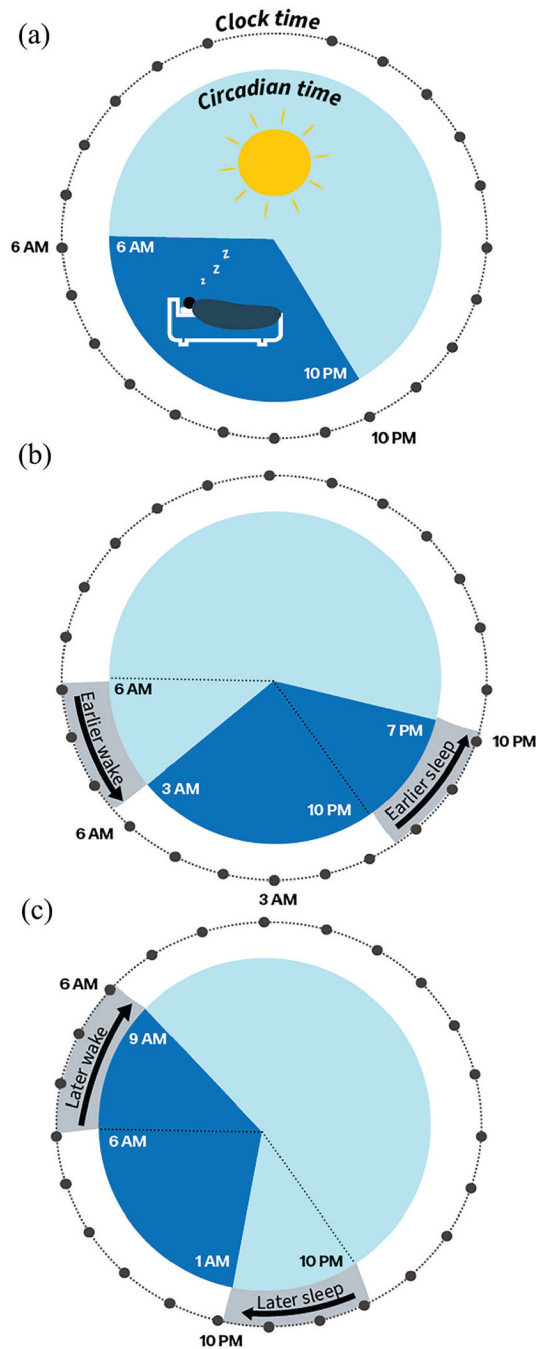 (a)
Clock time
Circadian time
6 AM
6 AM
z
z
z
10 PM
10 PM
(b)
6 AM
Earlier wake
7 PM
10 PM
Earlier sleep
3 AM
10 PM
6 AM
3 AM
(c)
6 AM
9 AM
Later wake
6 AM
1 AM
10 PM
Later sleep
10 PM